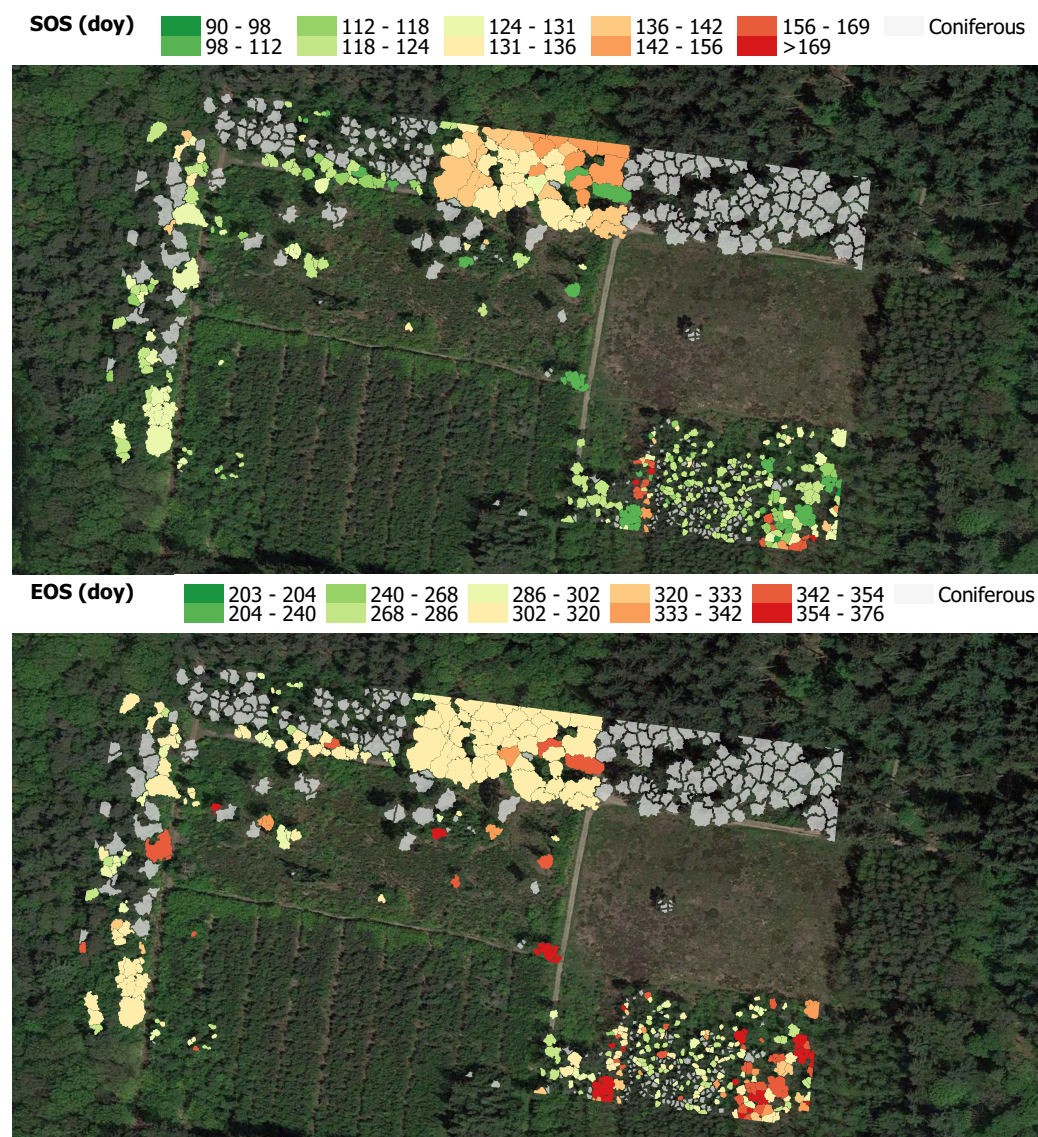 SOS (doy) 90 - 98 112 - 118 124 - 131 136 - 142 156 - 169 Coniferous
98 - 112 118 - 124 131 - 136 142 - 156 >169
EOS (doy) 203 - 204 240 - 268 286 - 302 320 - 333 342 - 354 Coniferous
204 - 240 268 - 286 302 - 320 333 - 342 354 - 376